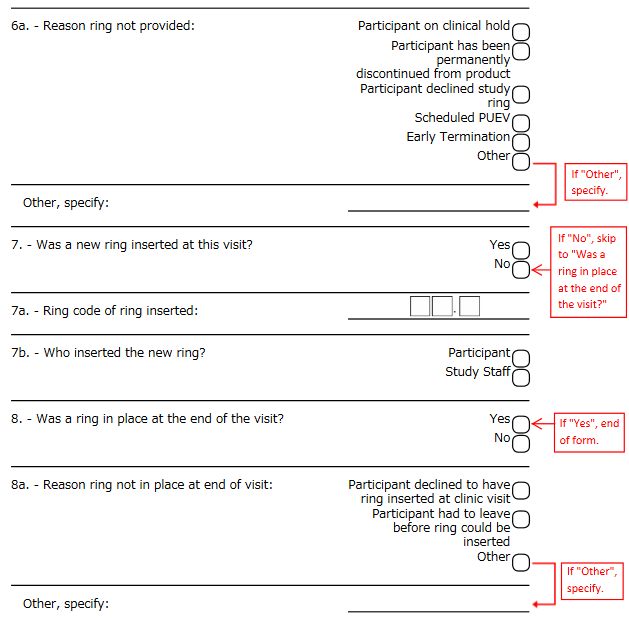 6a. - Reason ring not provided:
Participant on clinical hold
Participant has been
permanently
discontinued from product
Participant declined study
ring
Scheduled PUEV
Early Termination
Other
If "Other",
specify.
Other, specify:
7. - Was a new ring inserted at this visit?
Yes
No
If "No", skip
to "Was a
ring in place
at the end of
the visit?"
7a. - Ring code of ring inserted:
.
7b. - Who inserted the new ring?
Participant
Study Staff
8. - Was a ring in place at the end of the visit?
Yes
No
If "Yes", end
of form.
8a. - Reason ring not in place at end of visit:
Participant declined to have
ring inserted at clinic visit
Participant had to leave
before ring could be
inserted
Other
If "Other",
specify.
Other, specify: